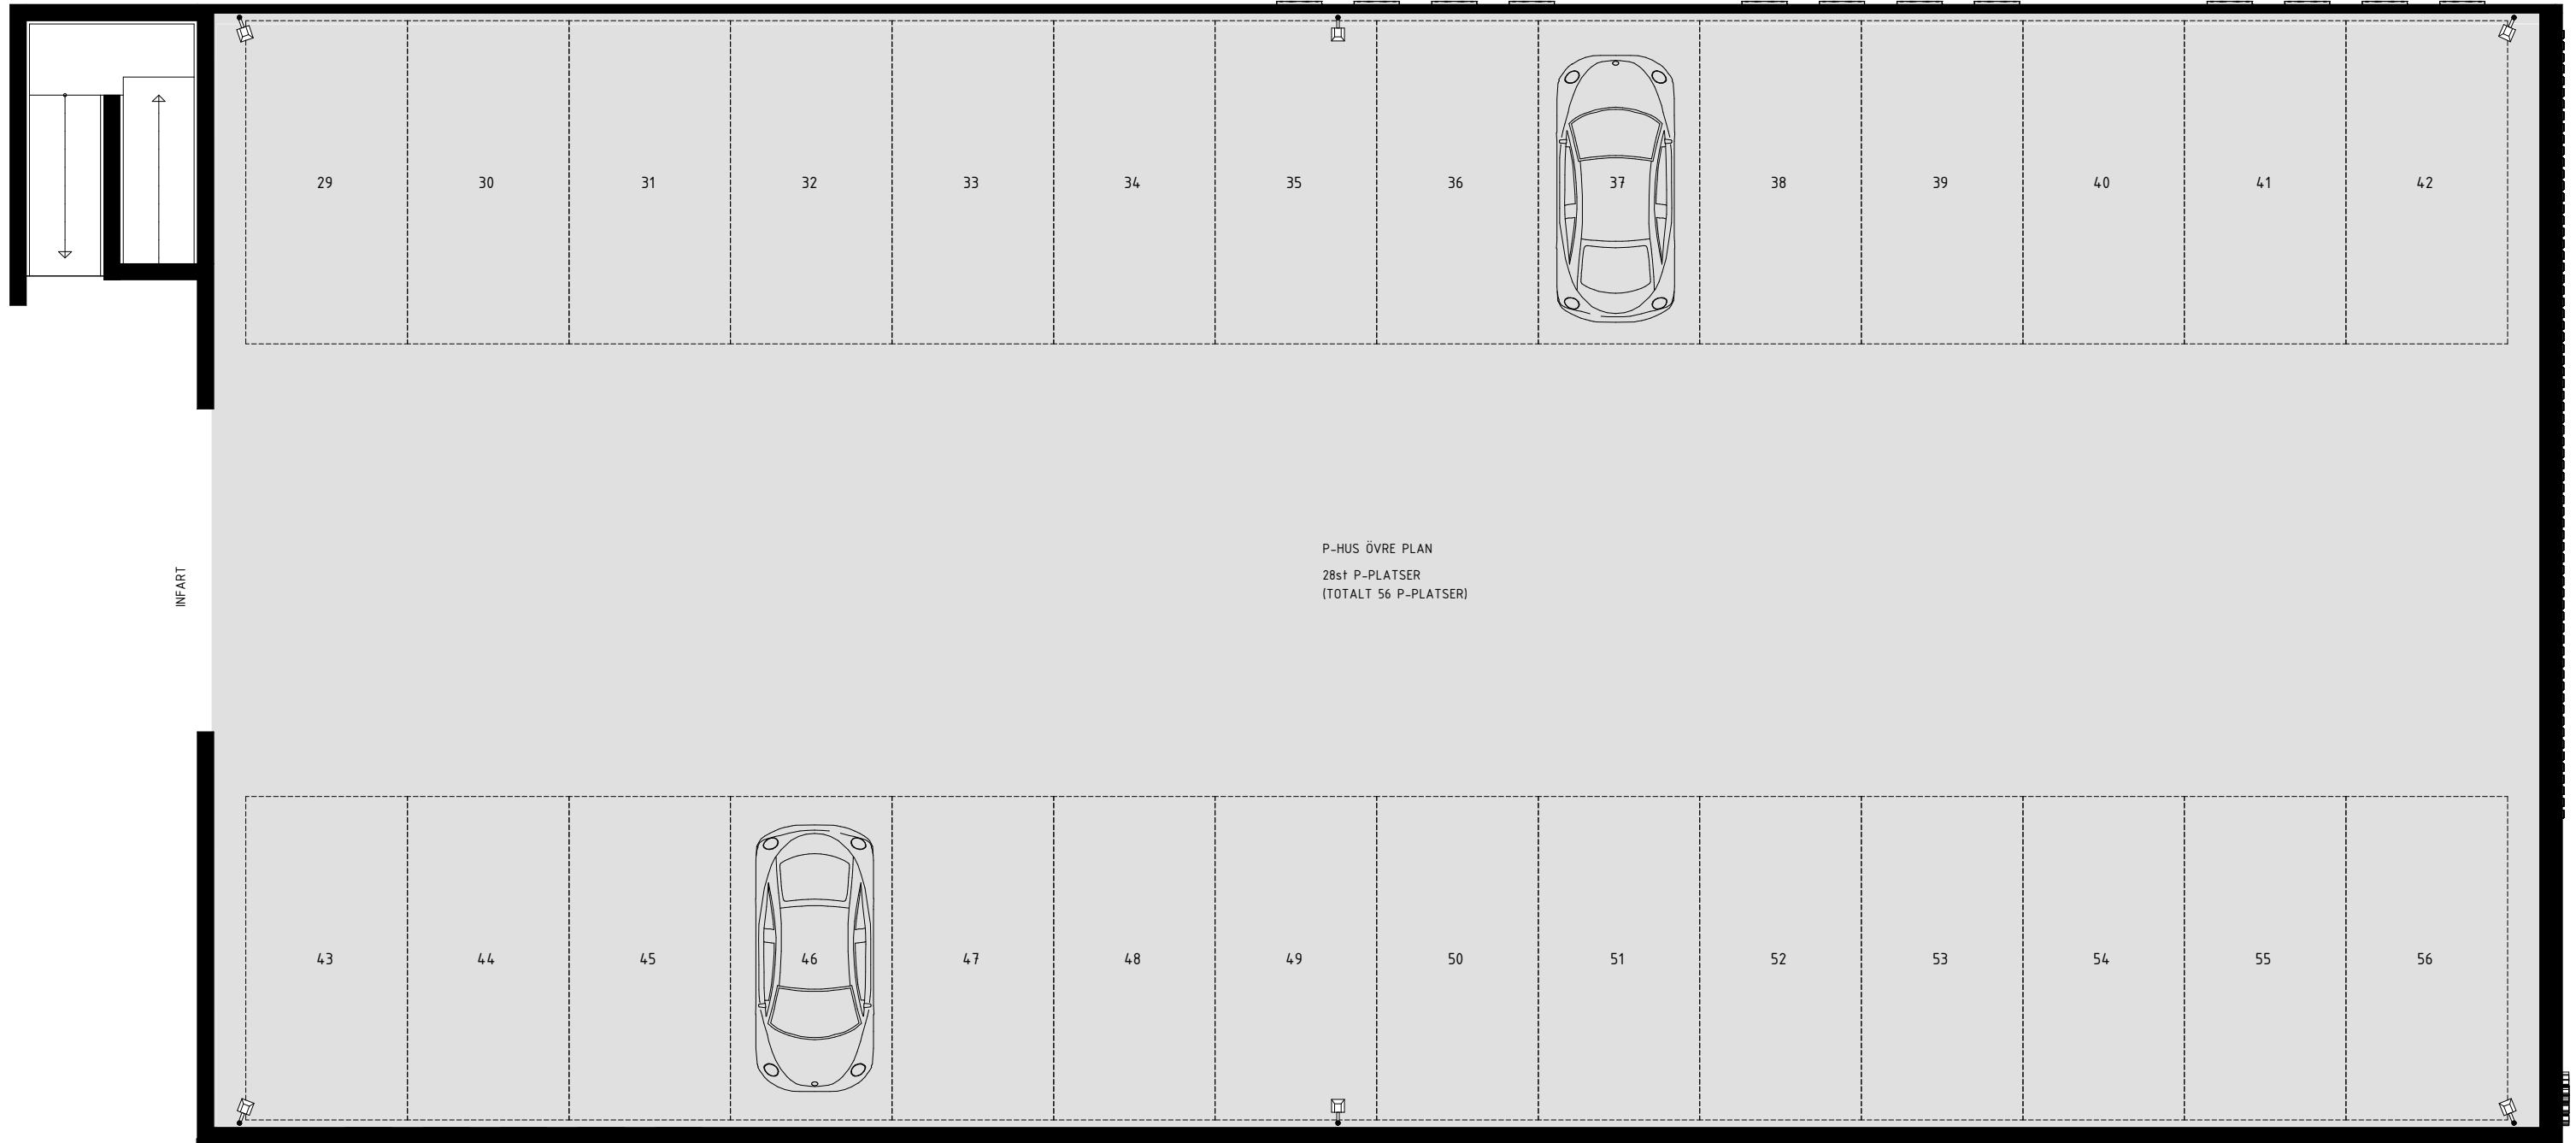 29 30 31 32 33 34 35 36 37 38 39 40 41 42
P-HUS ÖVRE PLAN
28st P-PLATSER
(TOTALT 56 P-PLATSER)
INFART
43 44 45 46 47 48 49 50 51 52 53 54 55 56